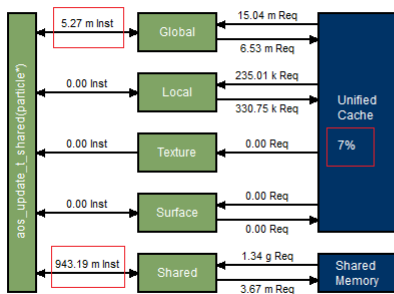 aos_update_t_shared(particle*)
5.27 m Inst
Global
15.04 m Req
6.53 m Req
0.00 Inst
Local
235.01 k Req
330.75 k Req
Unified
Cache
7%
0.00 Inst
Texture
0.00 Req
0.00 Inst
Surface
0.00 Req
0.00 Req
943.19 m Inst
Shared
1.34 g Req
3.67 m Req
Shared
Memory